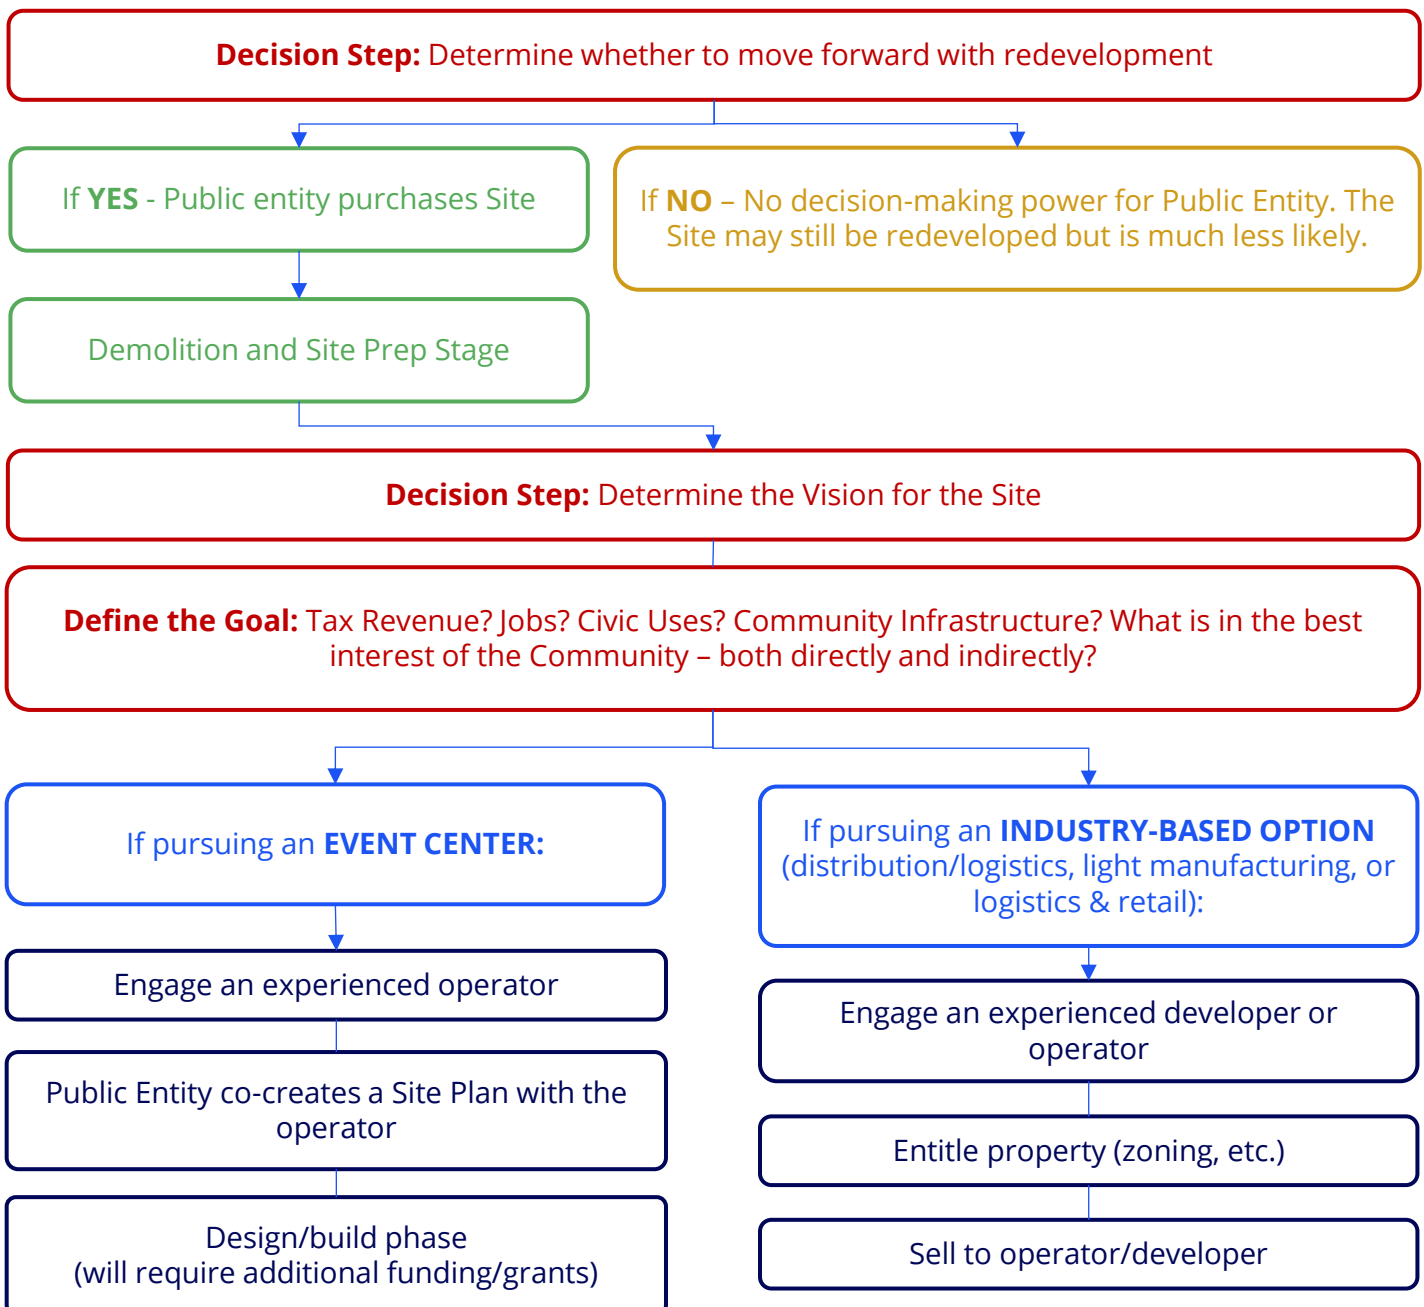 Decision Step: Determine whether to move forward with redevelopment
If YES - Public entity purchases Site
If NO – No decision-making power for Public Entity. The
Site may still be redeveloped but is much less likely.
Demolition and Site Prep Stage
Decision Step: Determine the Vision for the Site
Define the Goal: Tax Revenue? Jobs? Civic Uses? Community Infrastructure? What is in the best
interest of the Community – both directly and indirectly?
If pursuing an EVENT CENTER:
Engage an experienced operator
Public Entity co-creates a Site Plan with the
operator
Design/build phase
(will require additional funding/grants)
If pursuing an INDUSTRY-BASED OPTION
(distribution/logistics, light manufacturing, or
logistics & retail):
Engage an experienced developer or
operator
Entitle property (zoning, etc.)
Sell to operator/developer